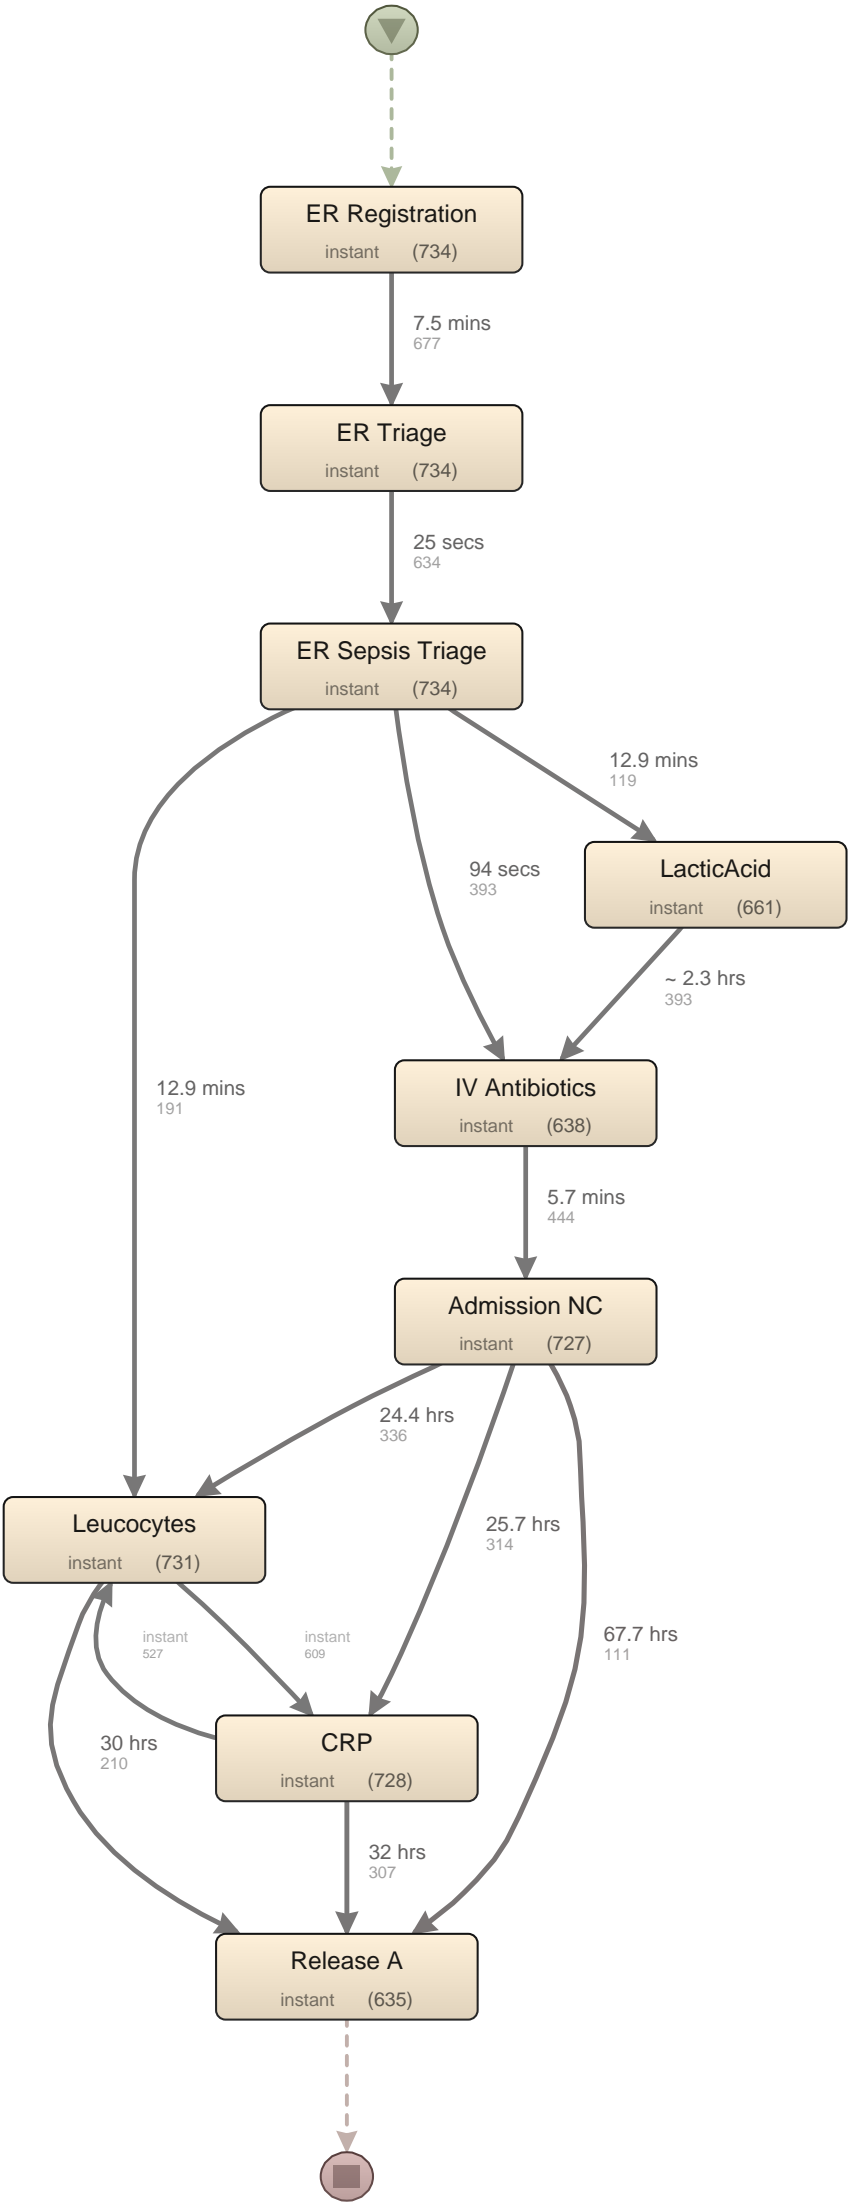 ER Registration
instant (734)
7.5 mins
677
ER Triage
instant (734)
25 secs
634
ER Sepsis Triage
instant (734)
12.9 mins
119
94 secs
393
LacticAcid
instant (661)
~ 2.3 hrs
393
IV Antibiotics
instant (638)
12.9 mins
191
5.7 mins
444
Admission NC
instant (727)
24.4 hrs
336
25.7 hrs
314
Leucocytes
instant (731)
67.7 hrs
111
instant
527
instant
609
CRP
instant (728)
30 hrs
210
32 hrs
307
Release A
instant (635)